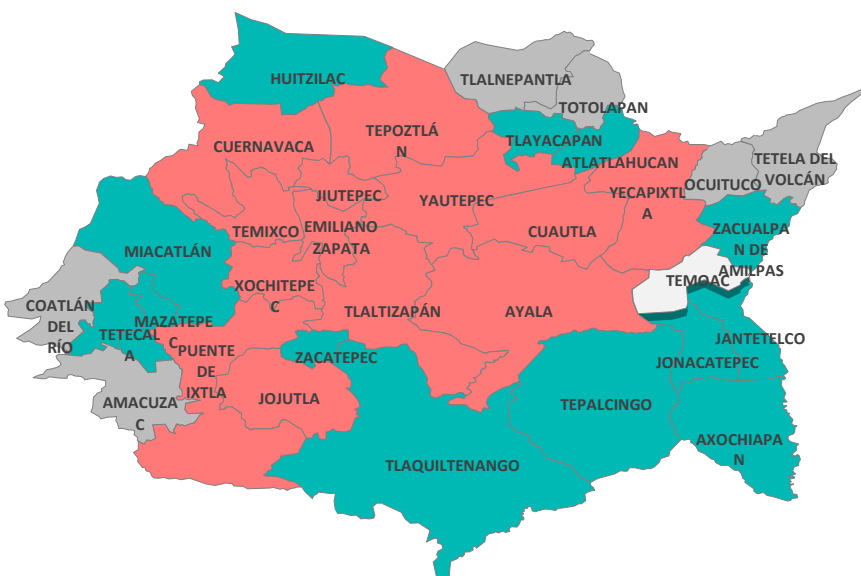 HUITZILAC
TLALNEPANTLA
TOTOLAPAN
CUERNAVACA
TEPOZTLÁ
N
TLAYACAPAN
ATLATLAHUCAN
TETELA DEL
VOLCÁN
OCUITUCO
YECAPIXTL
A
JIUTEPEC
YAUTEPEC
TEMIXCO
EMILIANO
ZAPATA
CUAUTLA
ZACUALPA
N DE
AMILPAS
MIACATLÁN
TEMOAC
XOCHITEPE
C
TLALTIZAPÁN
AYALA
COATLÁN
DEL
RÍO
MAZATEPE
C
TETECAL
A
PUENTE
DE
IXTLA
ZACATEPEC
JANTETELCO
JONACATEPEC
AMACUZA
C
JOJUTLA
TEPALCINGO
AXOCHIAPA
N
TLAQUILTENANGO